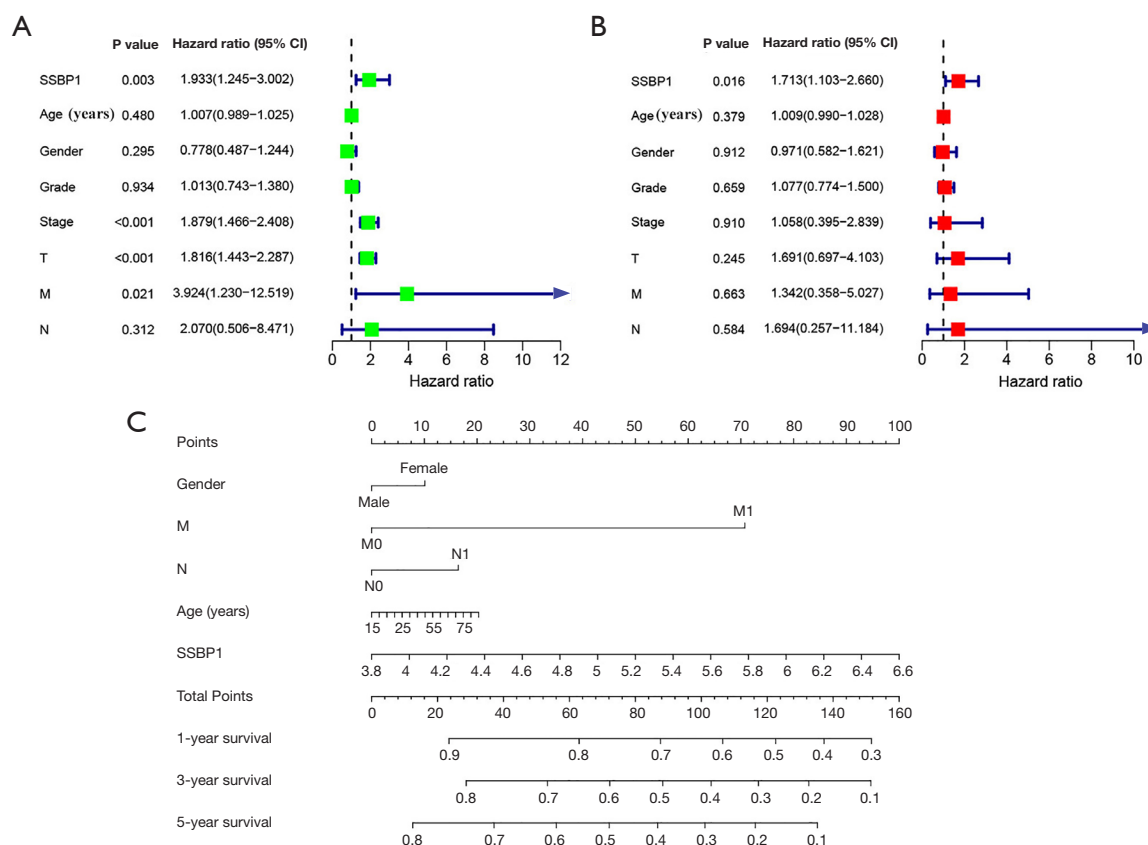 A
P value Hazard ratio (95% CI)
SSBP1 0.003 1.933(1.245−3.002)
Age (years) 0.480 1.007(0.989−1.025)
Gender 0.295 0.778(0.487−1.244)
Grade 0.934 1.013(0.743−1.380)
Stage <0.001 1.879(1.466−2.408)
T <0.001 1.816(1.443−2.287)
M 0.021 3.924(1.230−12.519)
N 0.312 2.070(0.506−8.471)
0 2 4 6 8 10 12
Hazard ratio
B
P value Hazard ratio (95% CI)
SSBP1 0.016 1.713(1.103−2.660)
Age (years) 0.379 1.009(0.990−1.028)
Gender 0.912 0.971(0.582−1.621)
Grade 0.659 1.077(0.774−1.500)
Stage 0.910 1.058(0.395−2.839)
T 0.245 1.691(0.697−4.103)
M 0.663 1.342(0.358−5.027)
N 0.584 1.694(0.257−11.184)
0 2 4 6 8 10
Hazard ratio
C
Points 0 10 20 30 40 50 60 70 80 90 100
Female
Gender
Male
M1
M
M0
N1
N
N0
Age (years)
15 25 55 75
SSBP1
3.8 4 4.2 4.4 4.6 4.8 5 5.2 5.4 5.6 5.8 6 6.2 6.4 6.6
Total Points
0 20 40 60 80 100 120 140 160
1-year survival
0.9 0.8 0.7 0.6 0.5 0.4 0.3
3-year survival
0.8 0.7 0.6 0.5 0.4 0.3 0.2 0.1
5-year survival
0.8 0.7 0.6 0.5 0.4 0.3 0.2 0.1